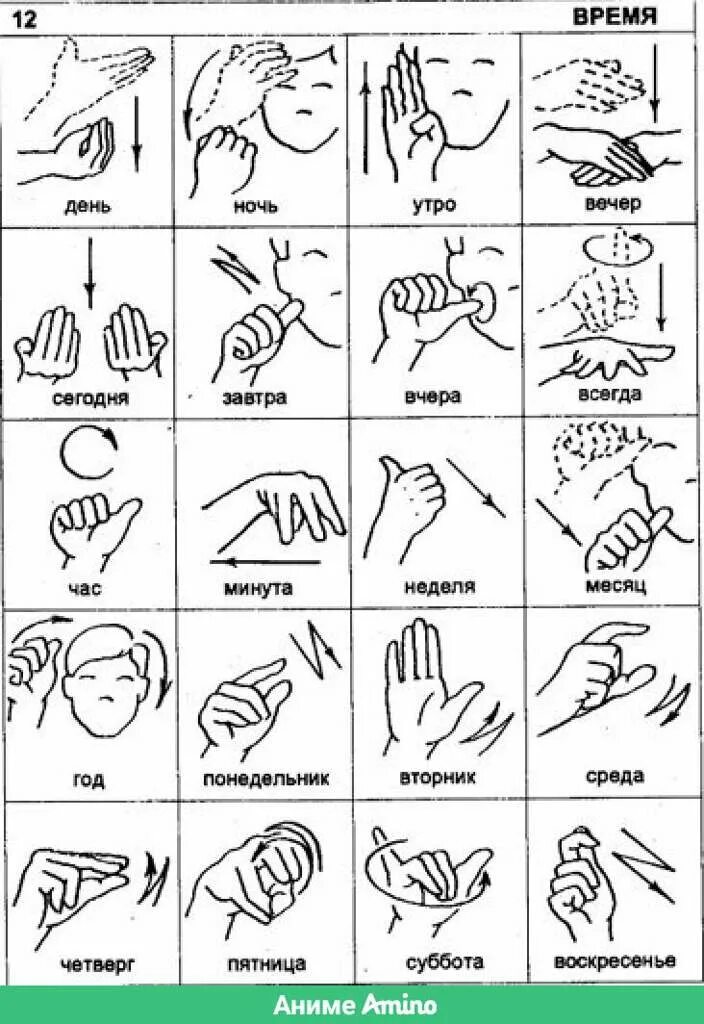 12 ВРЕМЯ
день ночь утро вечер
сегодня завтра вчера всегда
час минута неделя месяц
год понедельник вторник среда
четверг пятница суббота воскресенье
Аниме Amino